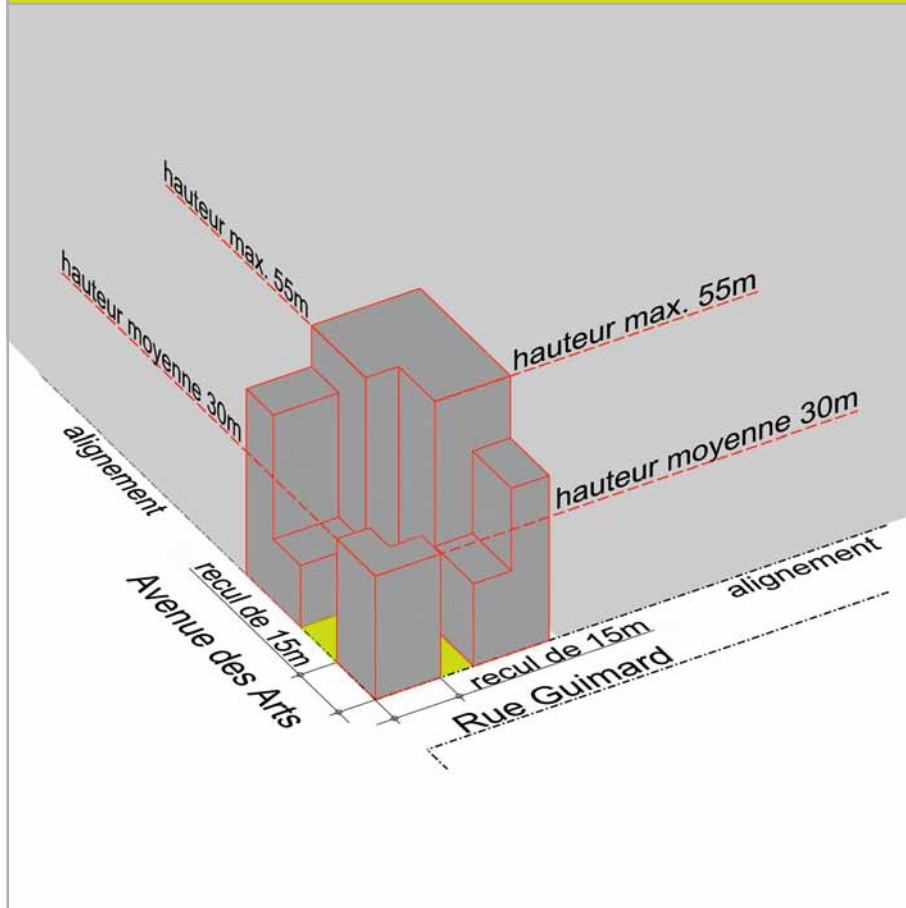 hauteur max. 55m
hauteur moyenne 30m
hauteur max. 55m
hauteur moyenne 30m
alignement
alignement
recul de 15m
recul de 15m
Avenue des Arts
Rue Guimard